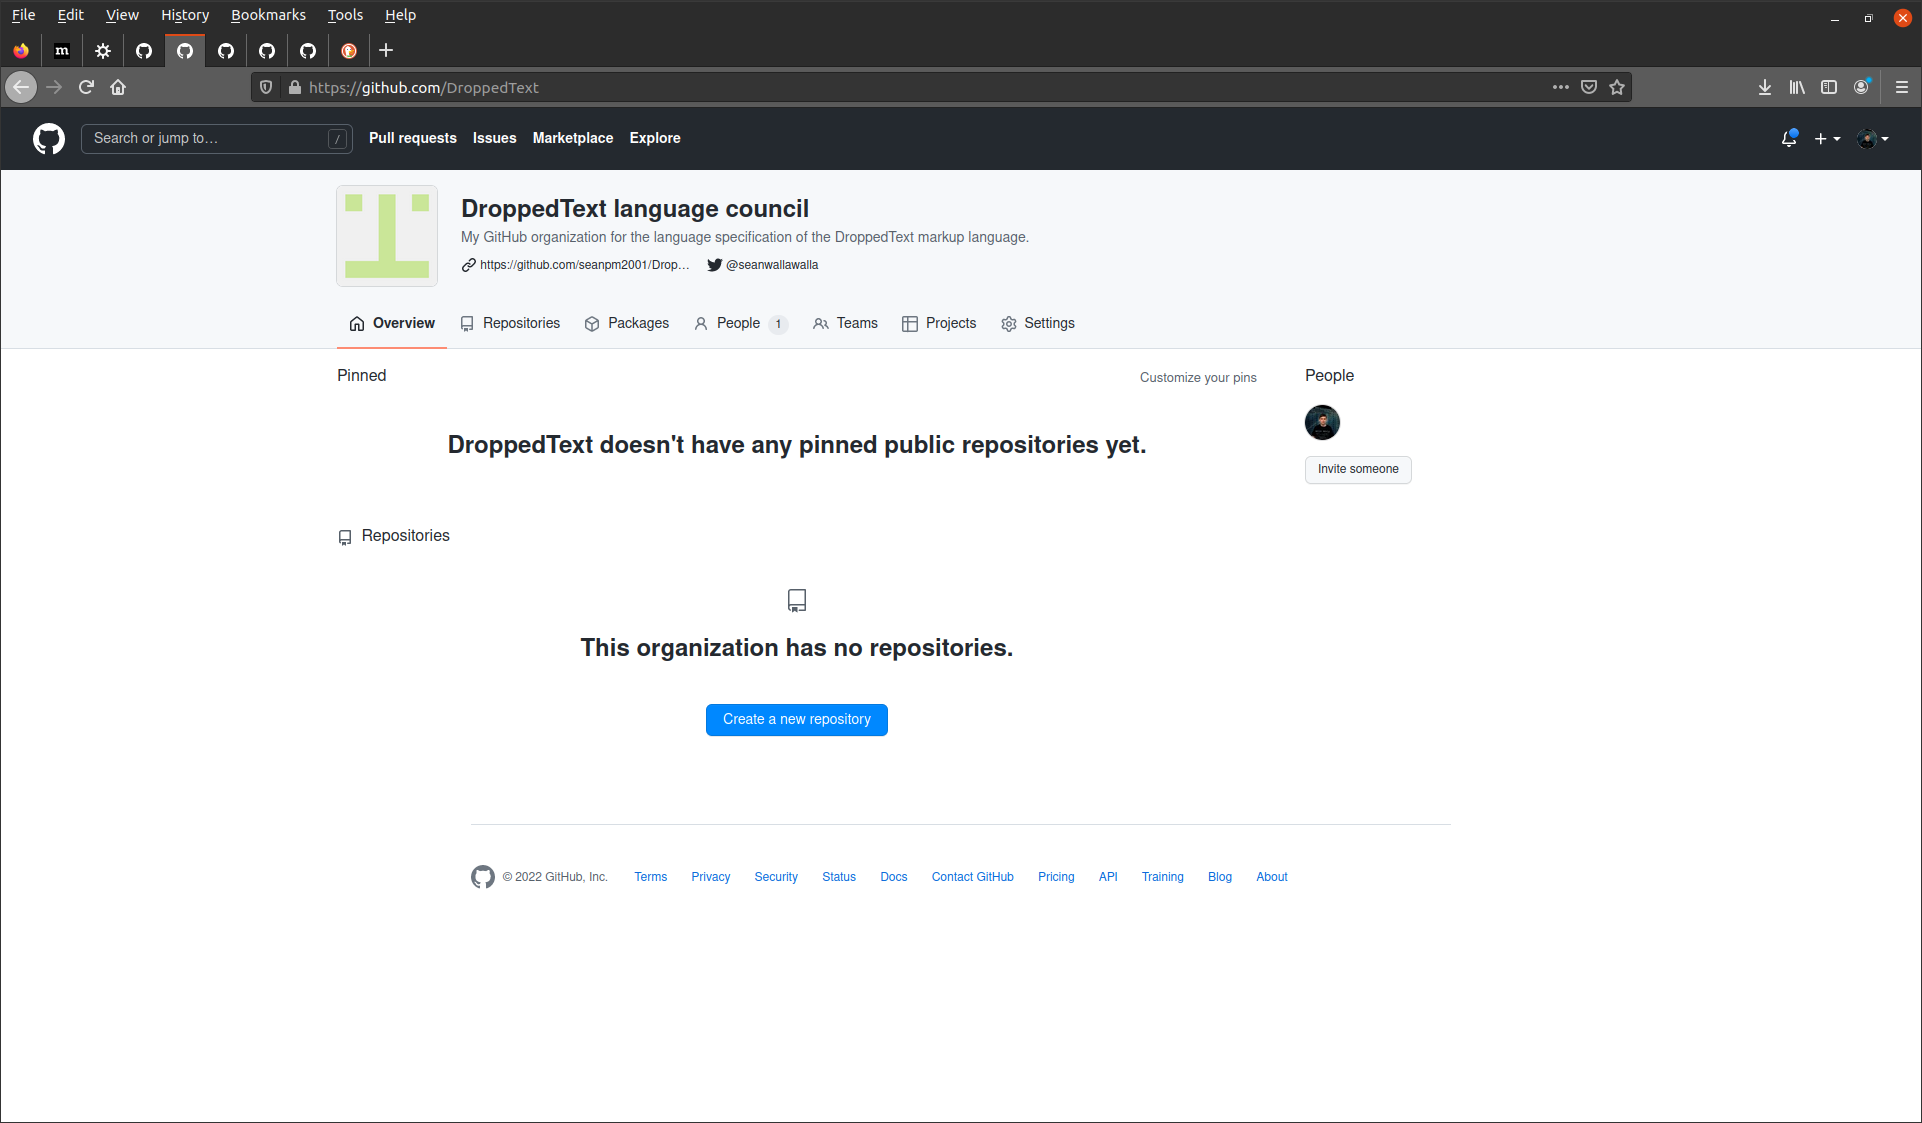 File Edit View History Bookmarks Tools Help
m
https://github.com/DroppedText
Search or jump to… / Pull requests Issues Marketplace Explore
DroppedText language council
My GitHub organization for the language specification of the DroppedText markup language.
https://github.com/seanpm2001/Drop… @seanwallawalla
Overview Repositories Packages People 1 Teams Projects Settings
Pinned Customize your pins People
DroppedText doesn't have any pinned public repositories yet.
Invite someone
Repositories
This organization has no repositories.
Create a new repository
© 2022 GitHub, Inc. Terms Privacy Security Status Docs Contact GitHub Pricing API Training Blog About